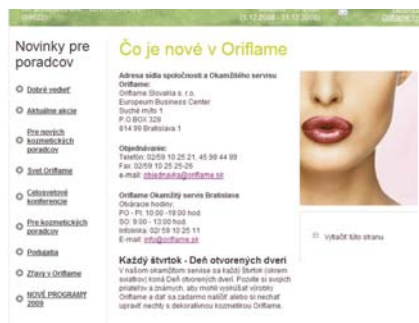 Novinky pre
poradcov
Dobré vedieť
Aktuálne akcie
Pre nových
kozmetických
poradcov
Svet Oriflame
Celosvetové
konferencie
Pre kozmetických
poradcov
Podujatia
Zľavy v Oriflame
NOVÉ PROGRAMY
2009
Čo je nové v Oriflame
Adresa sídla spoločnosti a Okamžitého servisu
Oriflame:
Oriflame Slovakia s. r. o.
Europeum Business Center
Suché mýto 1
P.O.BOX 328
814 99 Bratislava 1
Objednávanie:
Telefón: 02/59 10 25 21, 45 99 44 99
Fax: 02/59 10 25 25-26
e-mail: objednavka@oriflame.sk
Oriflame Okamžitý servis Bratislava
Otváracie hodiny:
PO - PI: 10:00 -19:00 hod.
SO: 9:00 - 13:00 hod.
Infolinka: 02/ 59 10 25 11
E-mail: info@oriflame.sk
Každý štvrtok - Deň otvorených dverí
V našom okamžitom servise sa každý štvrtok (okrem
sviatkov) koná Deň otvorených dverí. Pozvite si svojich
priateľov a známych, aby mohli vyskúšať výrobky
Oriflame a dať sa zadarmo nalíčiť alebo si nechať
upraviť nechty s dekoratívnou kozmetikou Oriflame.
Vytlačiť túto stranu